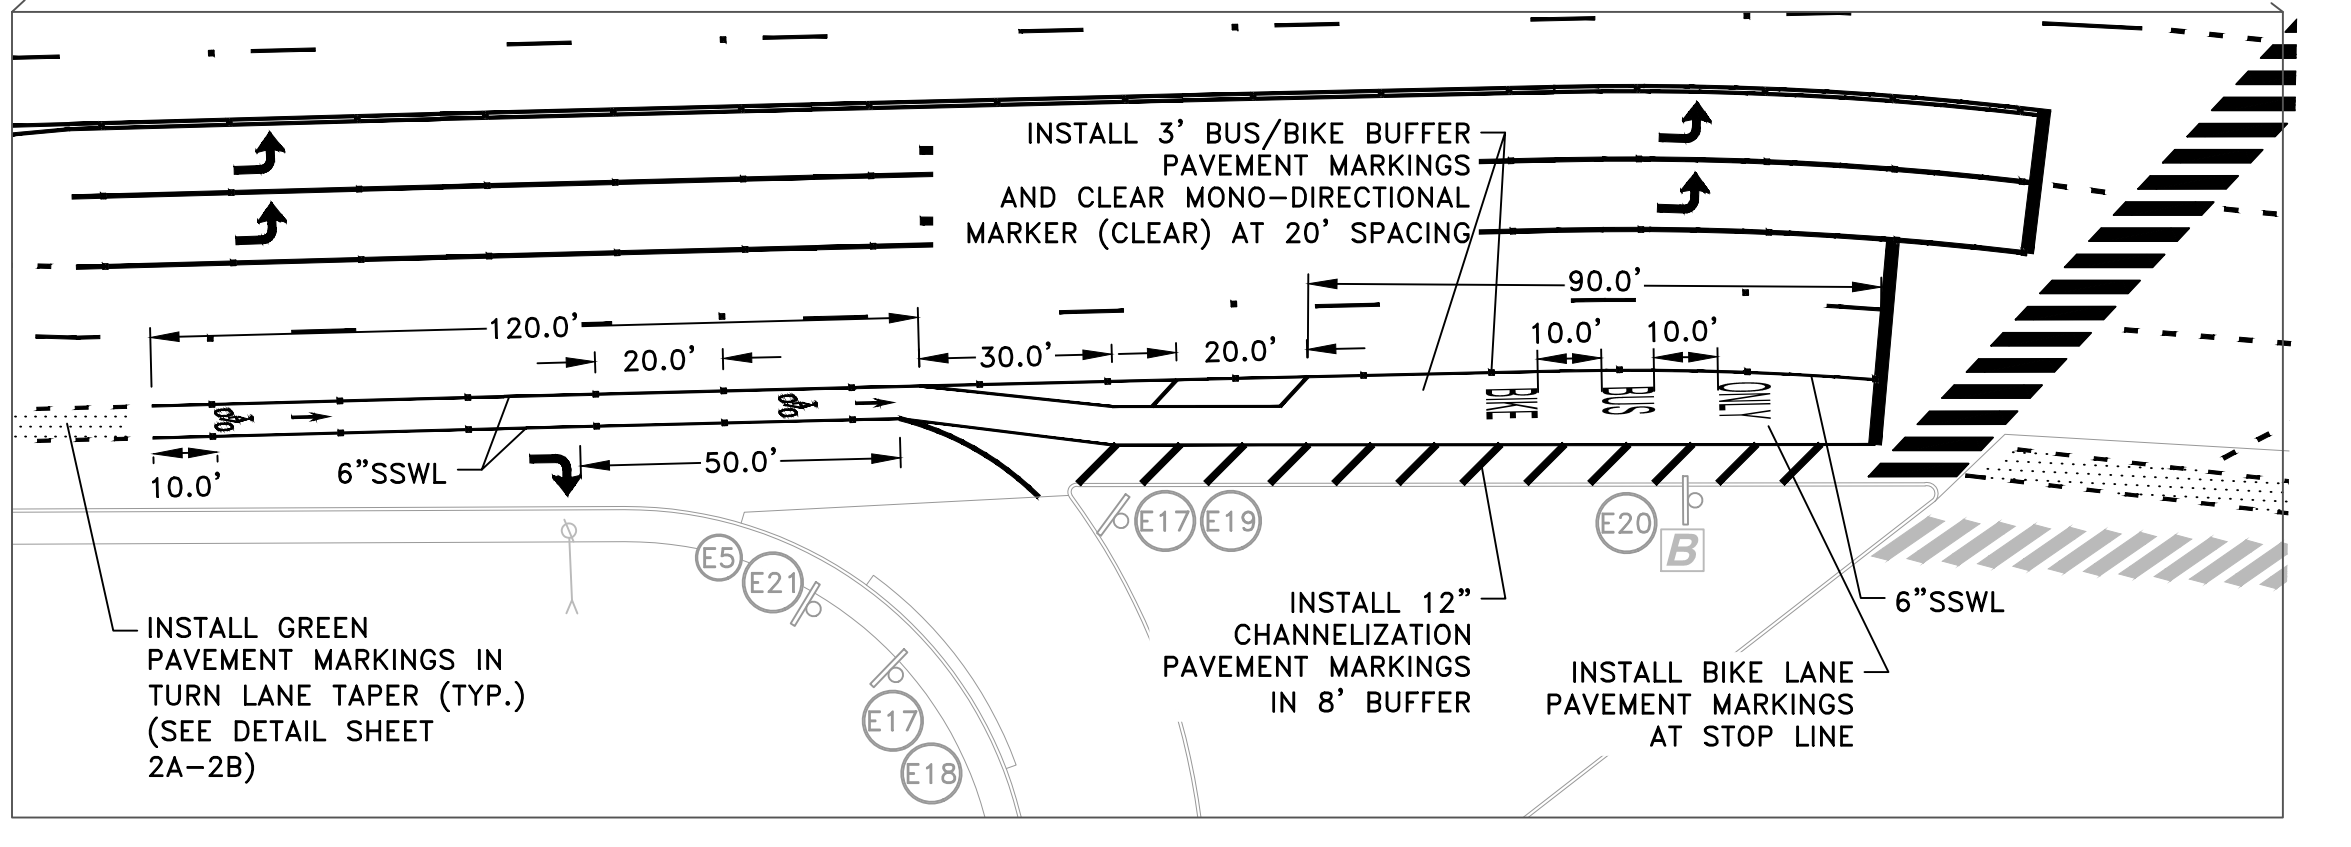 INSTALL 3' BUS/BIKE BUFFER
PAVEMENT MARKINGS
AND CLEAR MONO-DIRECTIONAL
MARKER (CLEAR) AT 20' SPACING
90.0'
120.0'
20.0'
30.0'
20.0'
10.0'
10.0'
BIKE
BUS
ONLY
10.0'
6"SSWL
50.0'
E17
E19
E20
B
E5
E21
E17
E18
INSTALL GREEN
PAVEMENT MARKINGS IN
TURN LANE TAPER (TYP.)
(SEE DETAIL SHEET
2A-2B)
INSTALL 12"
CHANNELIZATION
PAVEMENT MARKINGS
IN 8' BUFFER
6"SSWL
INSTALL BIKE LANE
PAVEMENT MARKINGS
AT STOP LINE